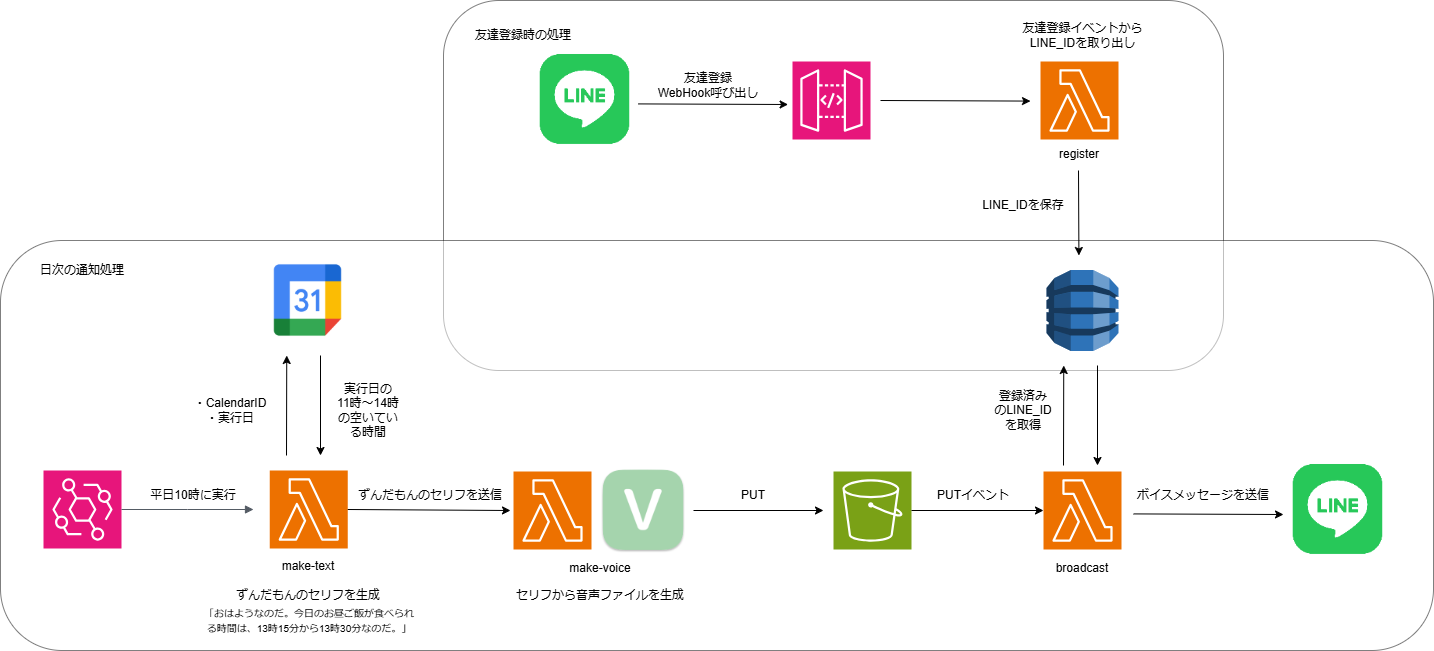 友達登録時の処理
友達登録イベントから
LINE_IDを取り出し
LINE
友達登録
WebHook呼び出し
</>
register
LINE_IDを保存
日次の通知処理
31
・CalendarID
・実行日
実行日の
11時～14時
の空いてい
る時間
登録済み
のLINE_ID
を取得
平日10時に実行
ずんだもんのセリフを送信
V
PUT
PUTイベント
ボイスメッセージを送信
LINE
make-text
make-voice
broadcast
ずんだもんのセリフを生成
「おはようなのだ。今日のお昼ご飯が食べられ
る時間は、13時15分から13時30分なのだ。」
セリフから音声ファイルを生成